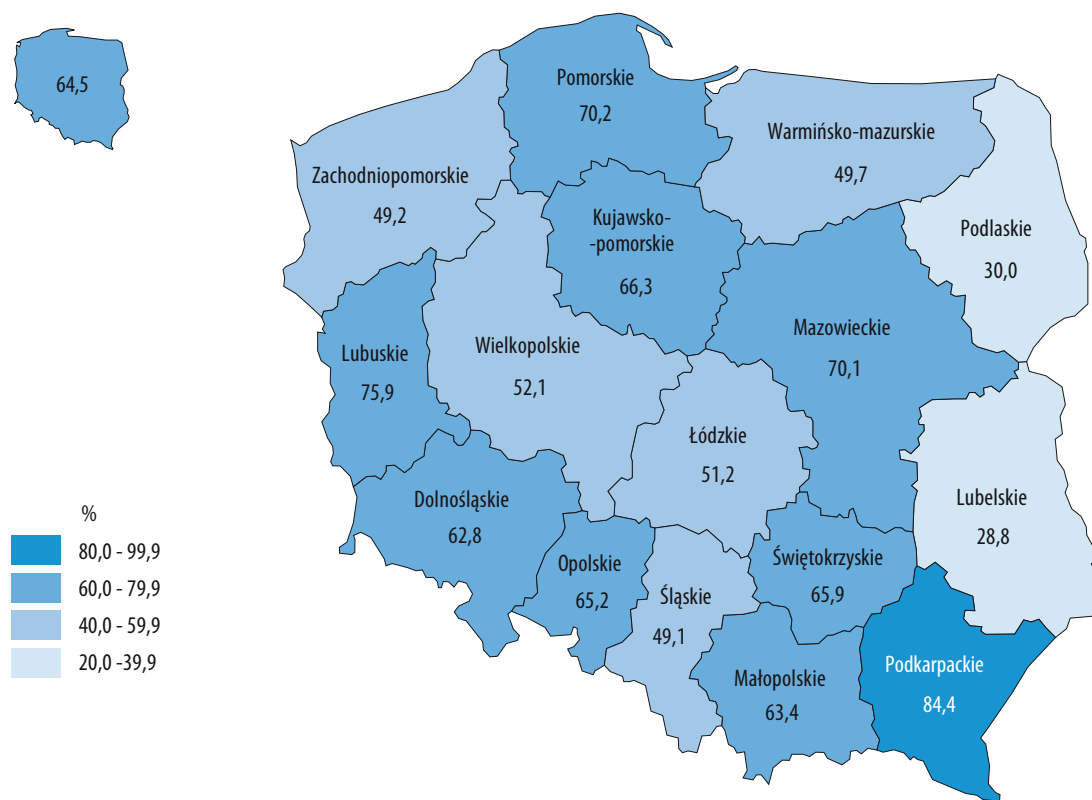 64,5
Pomorskie
70,2
Warmińsko-mazurskie
49,7
Zachodniopomorskie
49,2
Kujawsko-
-pomorskie
66,3
Podlaskie
30,0
Mazowieckie
70,1
Lubuskie
75,9
Wielkopolskie
52,1
Łódzkie
51,2
Dolnośląskie
62,8
Lubelskie
28,8
Opolskie
65,2
Śląskie
49,1
Świętokrzyskie
65,9
Małopolskie
63,4
Podkarpackie
84,4
%
80,0 - 99,9
60,0 - 79,9
40,0 - 59,9
20,0 -39,9